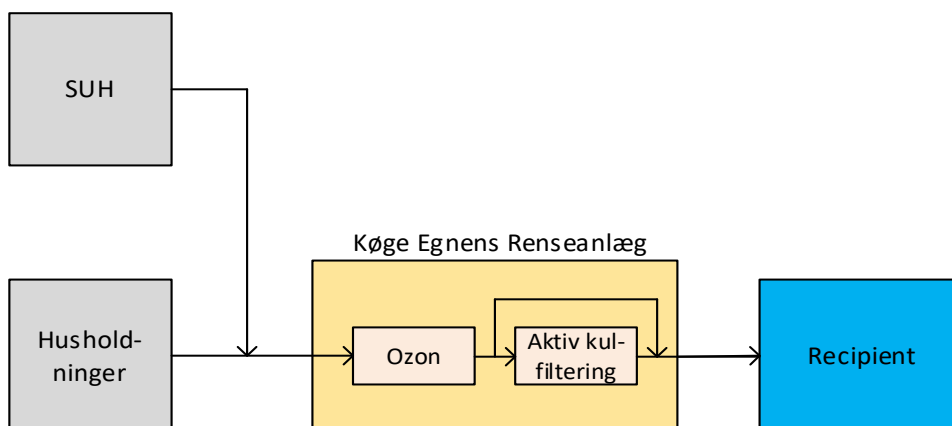 SUH
Køge Egnens Renseanlæg
Aktiv kul-
filtering
Ozon
Hushold-
ninger
Recipient